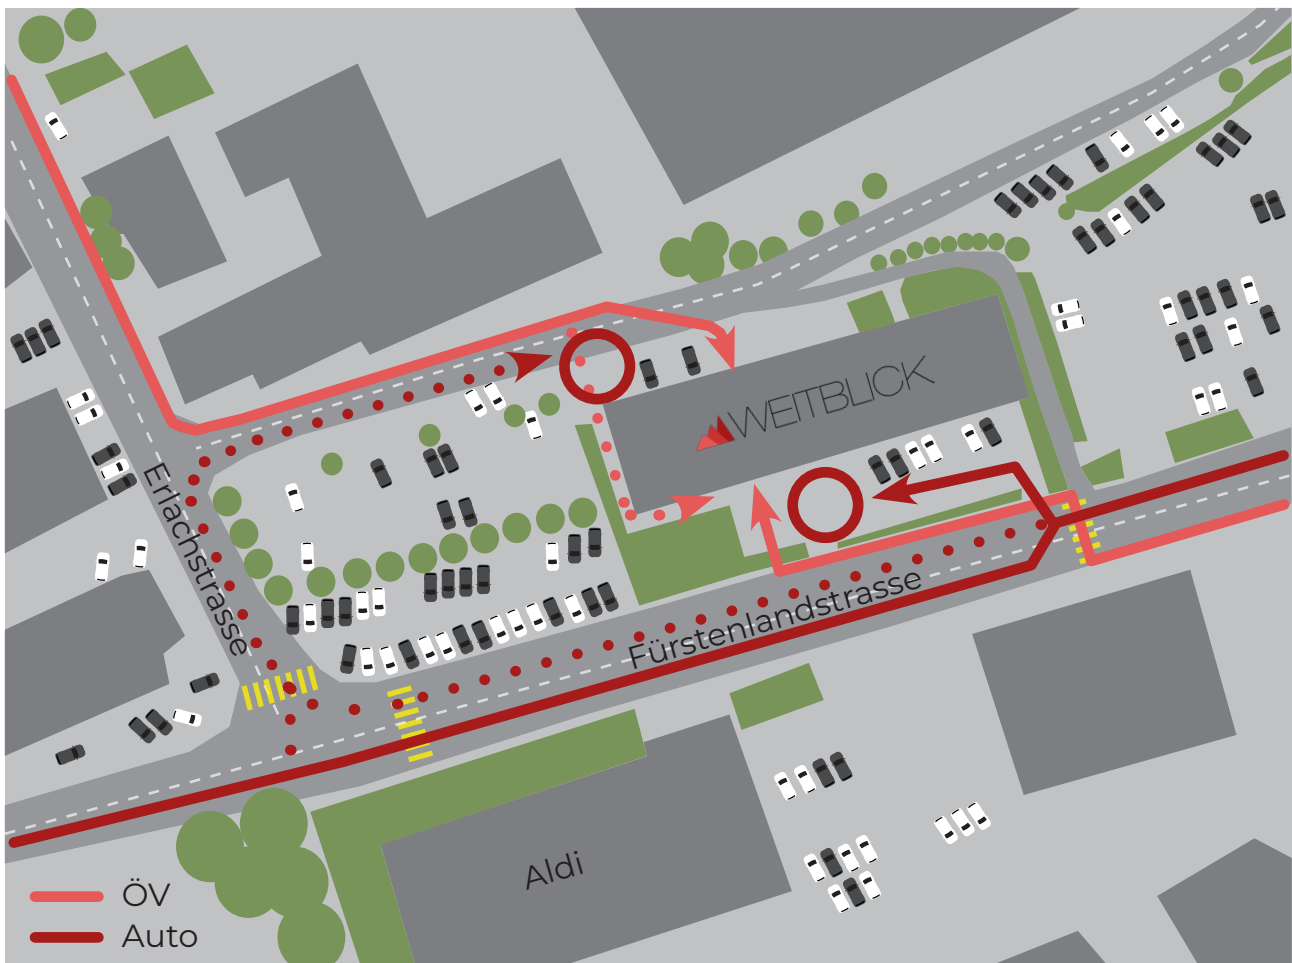 WEITBLICK
Erlachstrasse
Fürstenlandstrasse
Aldi
ÖV
Auto